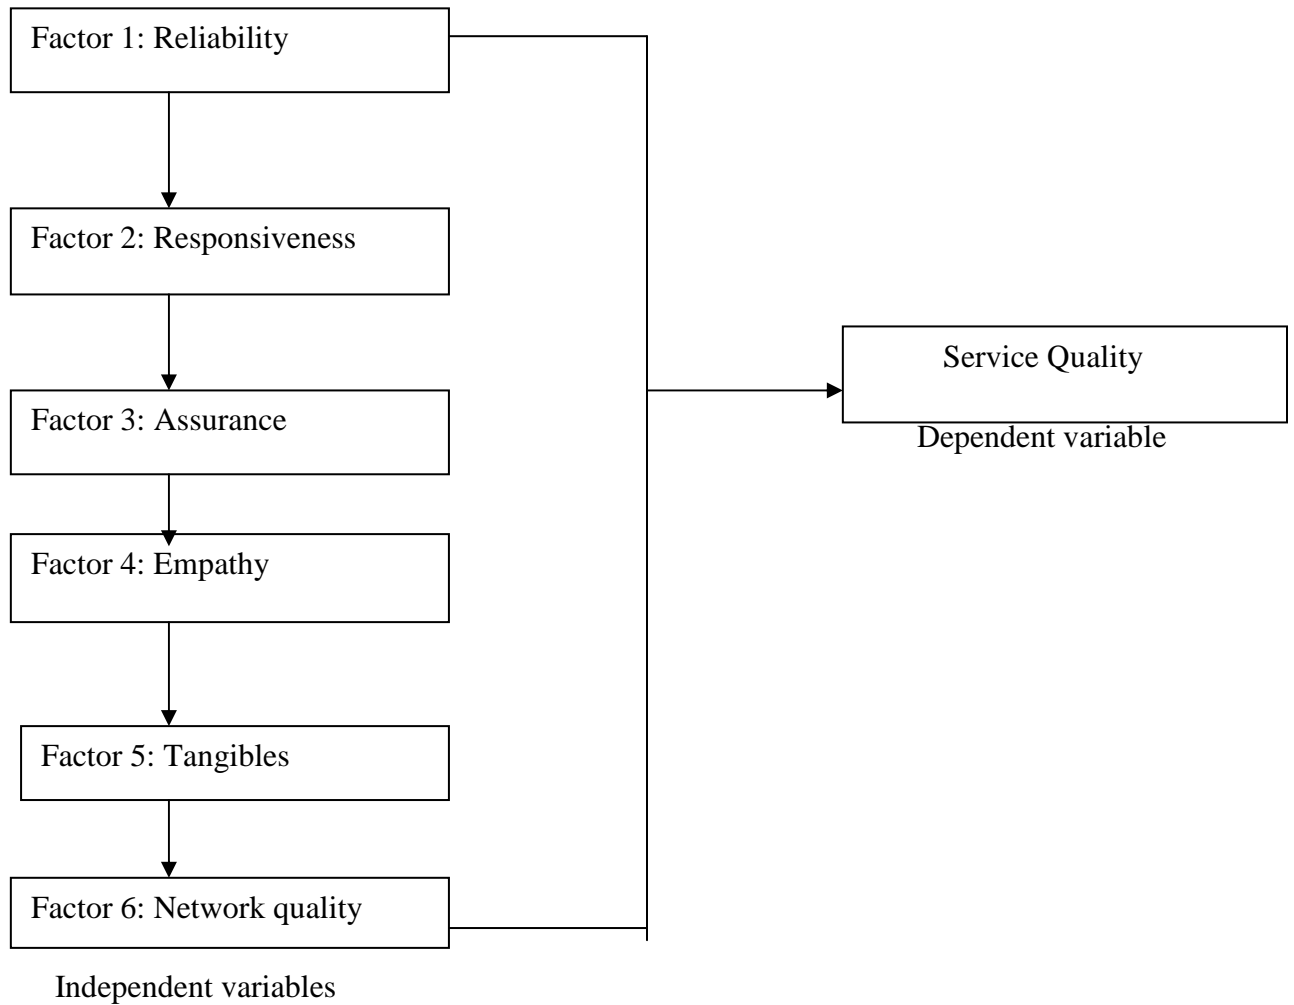 Factor 1: Reliability
Factor 2: Responsiveness
Factor 3: Assurance
Factor 4: Empathy
Factor 5: Tangibles
Factor 6: Network quality
Independent variables
Service Quality
Dependent variable